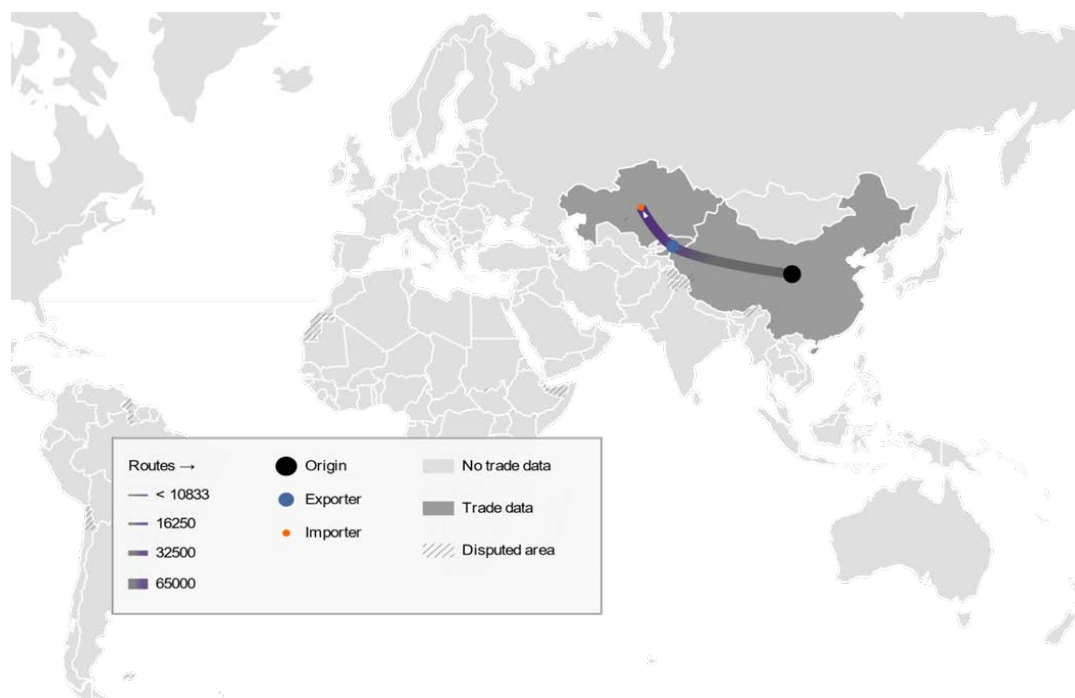 Routes →
< 10833
16250
32500
65000
Origin
Exporter
Importer
No trade data
Trade data
Disputed area